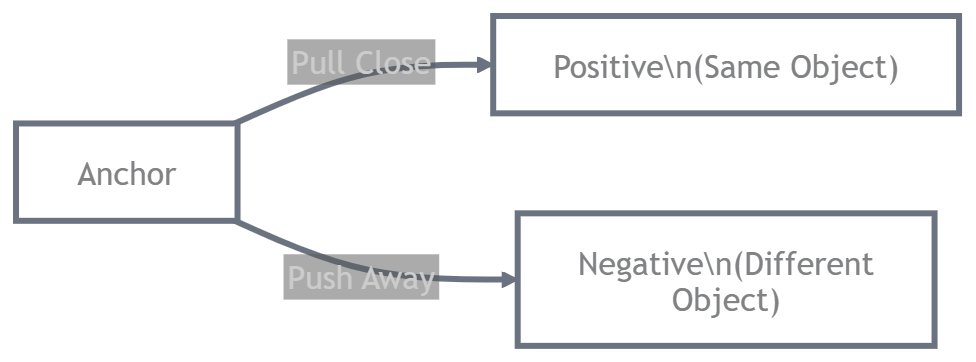 Pull Close
Positive\n(Same Object)
Anchor
Push Away
Negative\n(Different
Object)